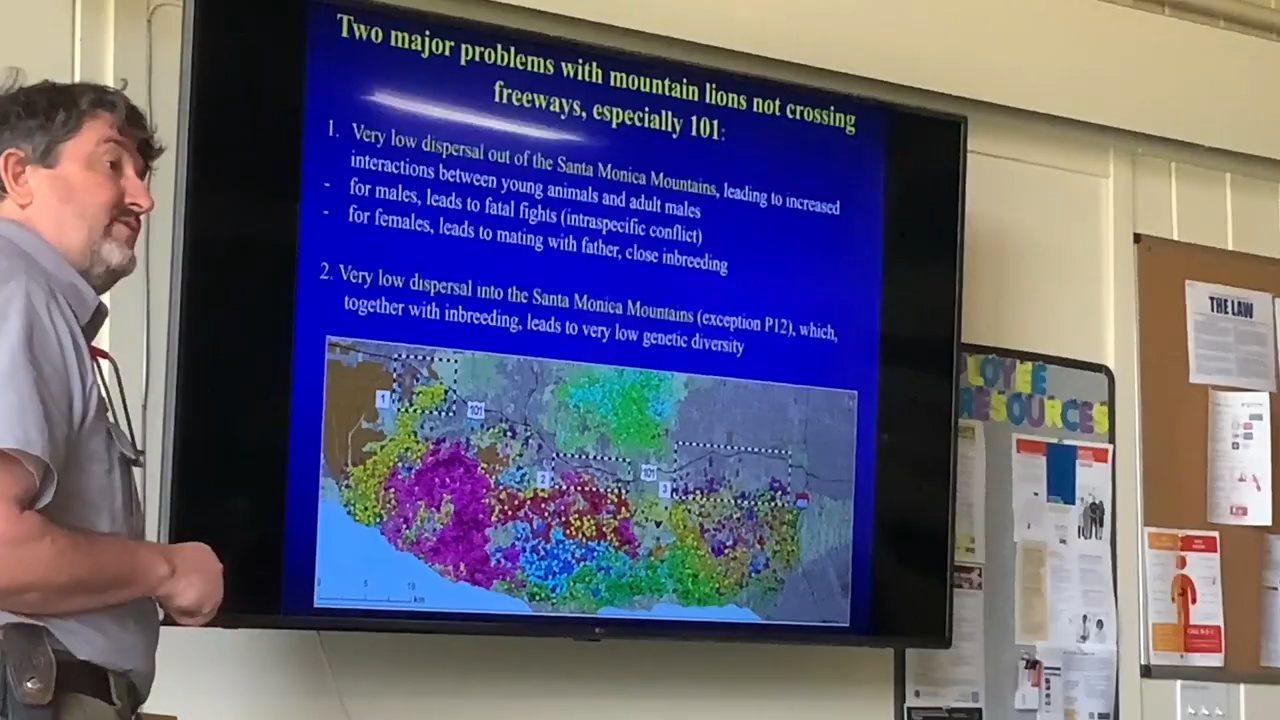 Two major problems with mountain lions not crossing
freeways, especially 101:
1. Very low dispersal out of the Santa Monica Mountains, leading to increased
interactions between young animals and adult males
- for males, leads to fatal fights (intraspecific conflict)
- for females, leads to mating with father, close inbreeding
2. Very low dispersal into the Santa Monica Mountains (exception P12), which,
together with inbreeding, leads to very low genetic diversity
1
101
2
101
3
0 5 10
km
LG
THE LAW
LOYEE
RESOURCES